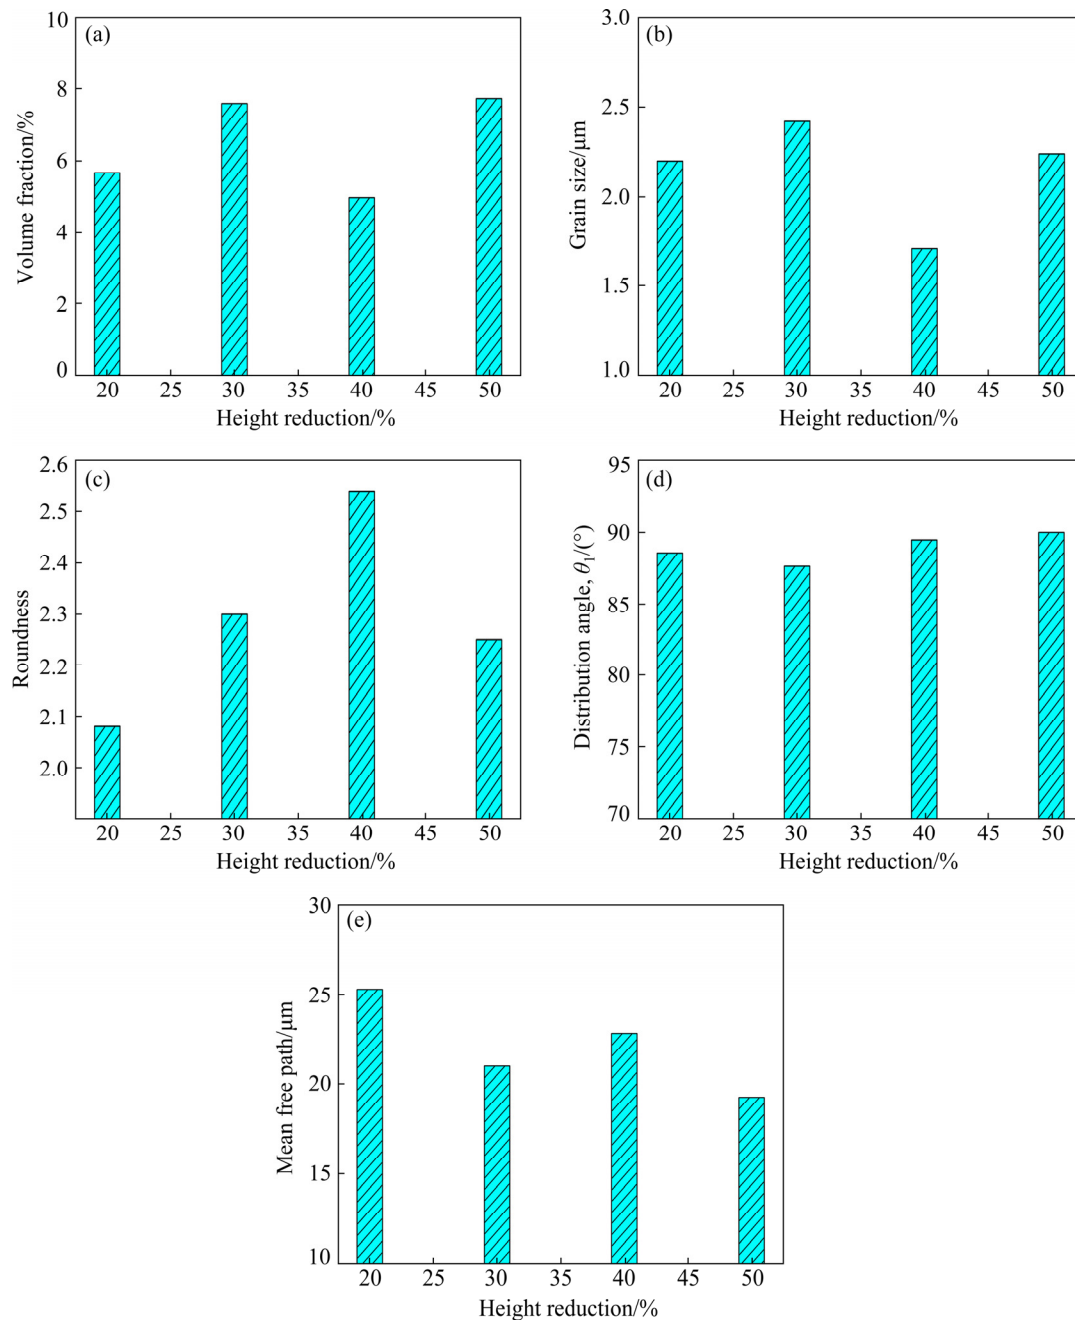 (a)
Volume fraction/%
10
8
6
4
2
0
20 25 30 35 40 45 50
Height reduction/%
(b)
Grain size/μm
3.0
2.5
2.0
1.5
1.0
20 25 30 35 40 45 50
Height reduction/%
(c)
Roundness
2.6
2.5
2.4
2.3
2.2
2.1
2.0
20 25 30 35 40 45 50
Height reduction/%
(d)
Distribution angle, θ₁/(°)
95
90
85
80
75
70
20 25 30 35 40 45 50
Height reduction/%
(e)
Mean free path/μm
30
25
20
15
10
20 25 30 35 40 45 50
Height reduction/%